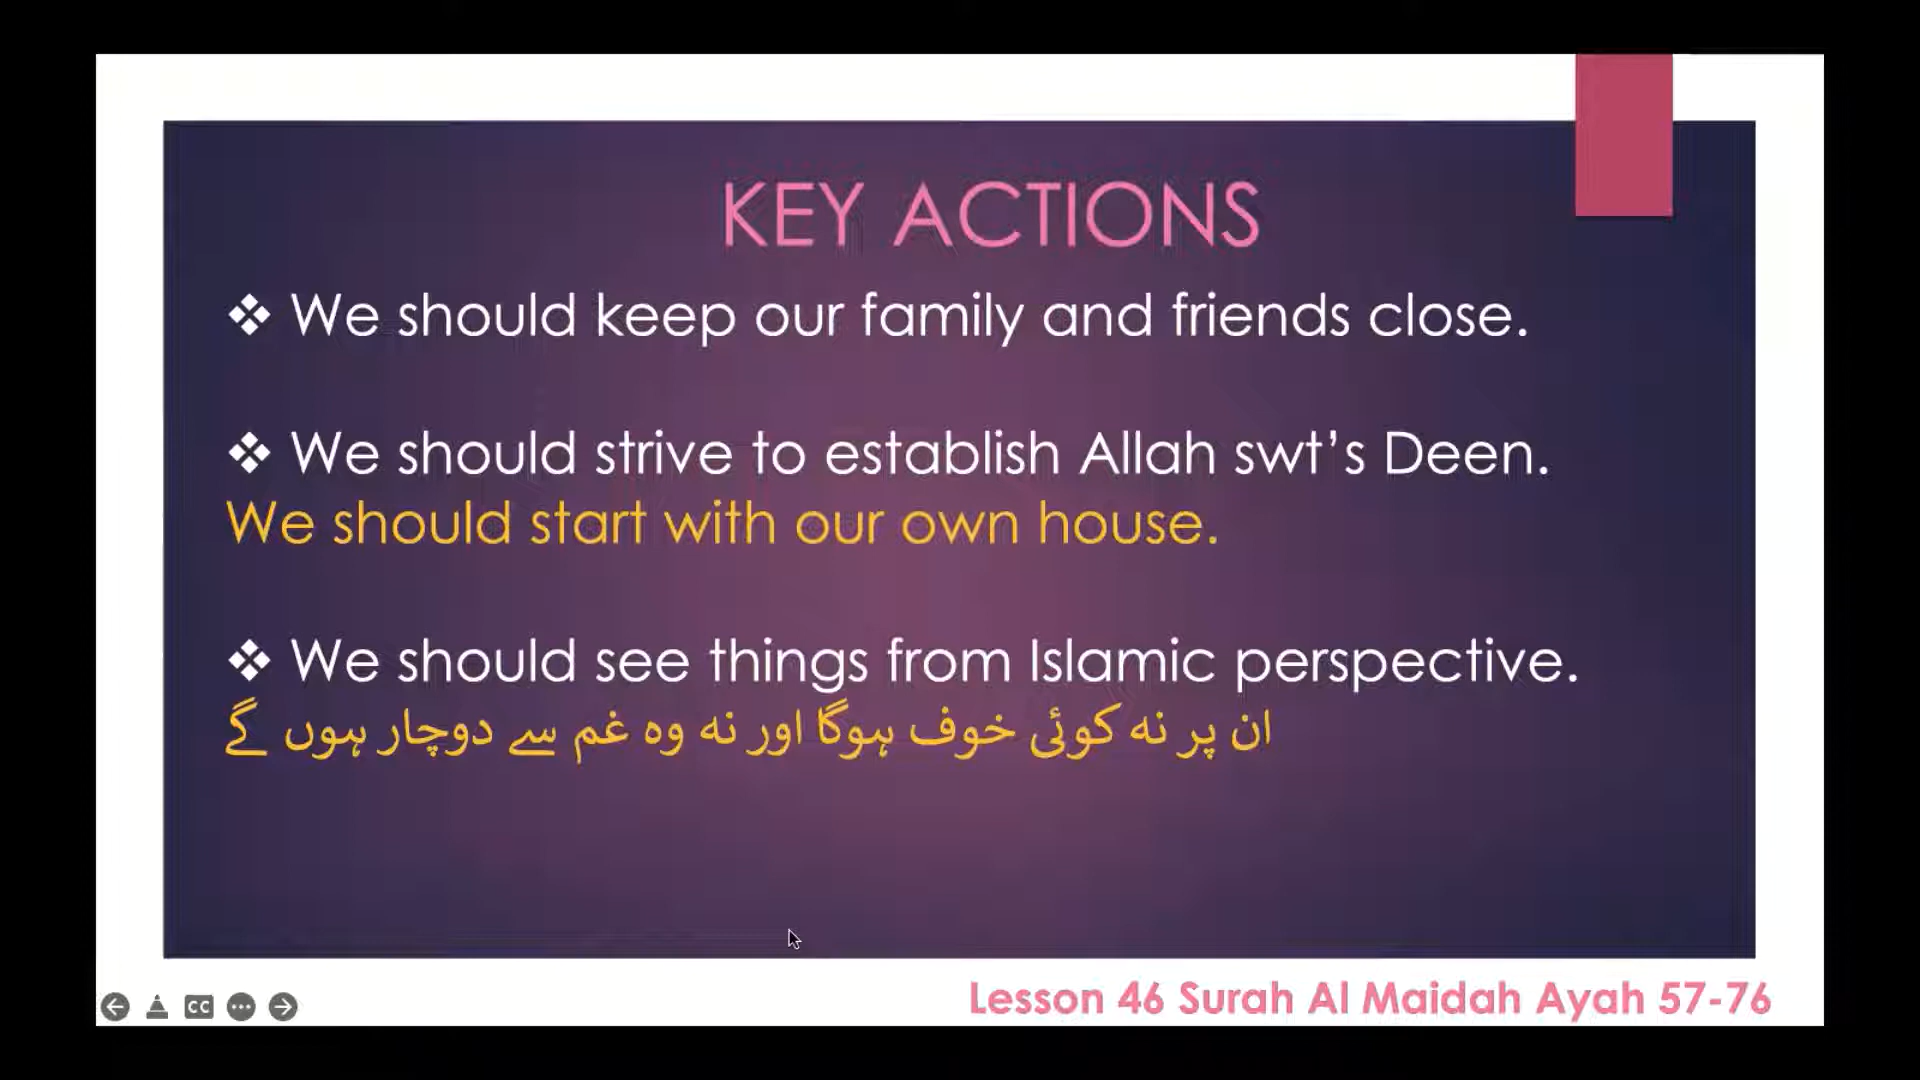 KEY ACTIONS
❖ We should keep our family and friends close.
❖ We should strive to establish Allah swt’s Deen.
We should start with our own house.
❖ We should see things from Islamic perspective.
ان پر نہ کوئی خوف ہوگا اور نہ وہ غم سے دوچار ہوں گے
CC
Lesson 46 Surah Al Maidah Ayah 57-76